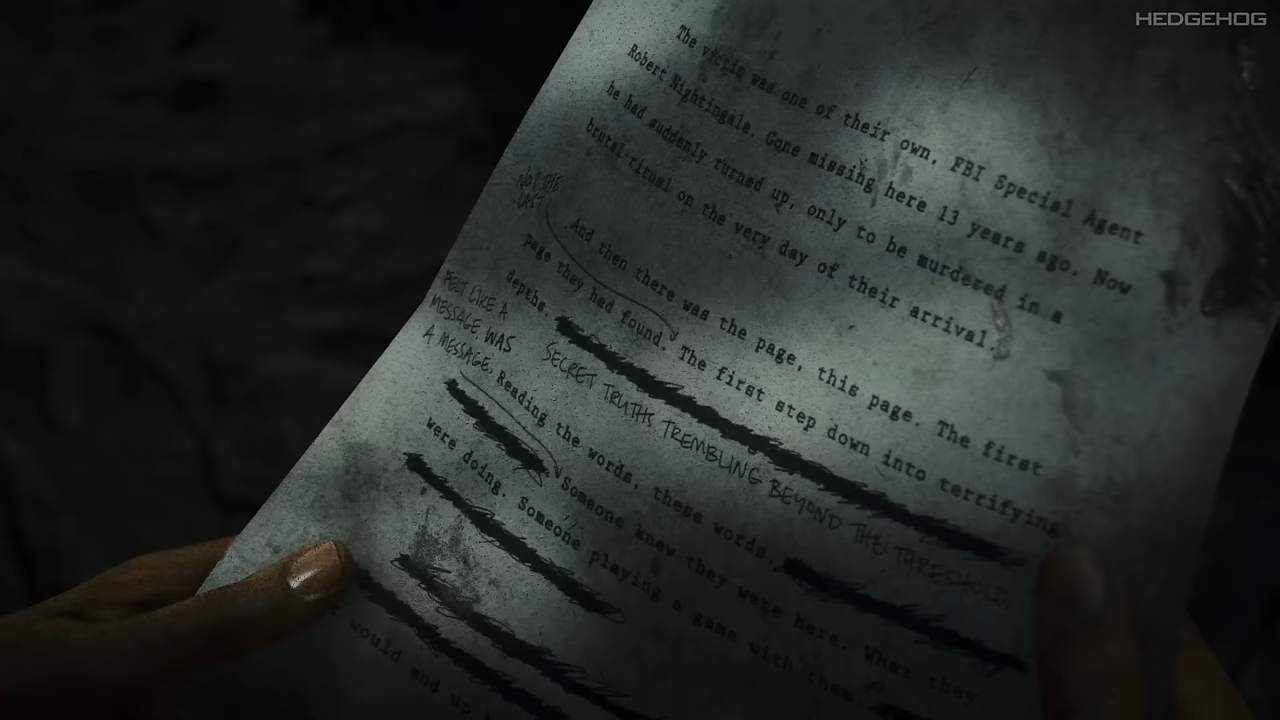 HEDGEHOG
The victim was one of their own, FBI Special Agent
Robert Nightingale. Gone missing here 13 years ago. Now
he had suddenly turned up, only to be murdered in a
brutal ritual on the very day of their arrival.
NOT THE
LAST
And then there was the page, this page. The first
page they had found. The first step down into terrifying
depths.
SECRET TRUTHS TREMBLING BEYOND THE THRESHOLD
FELT LIKE A
MESSAGE, WAS
A MESSAGE.
Reading the words, these words.
Someone knew they were here. What they
were doing. Someone playing a game with them.
would end up